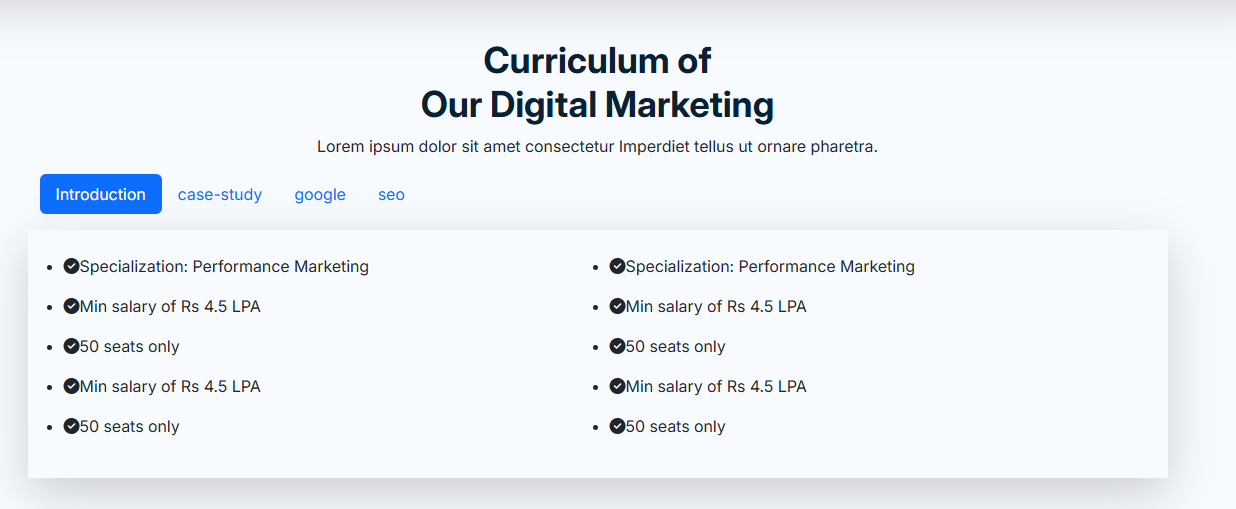 Curriculum of
Our Digital Marketing
Lorem ipsum dolor sit amet consectetur Imperdiet tellus ut ornare pharetra.
Introduction case-study google seo
Specialization: Performance Marketing
Min salary of Rs 4.5 LPA
50 seats only
Min salary of Rs 4.5 LPA
50 seats only
Specialization: Performance Marketing
Min salary of Rs 4.5 LPA
50 seats only
Min salary of Rs 4.5 LPA
50 seats only